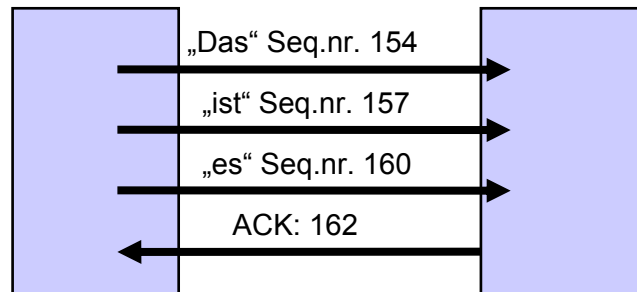 „Das“ Seq.nr. 154
„ist“ Seq.nr. 157
„es“ Seq.nr. 160
ACK: 162